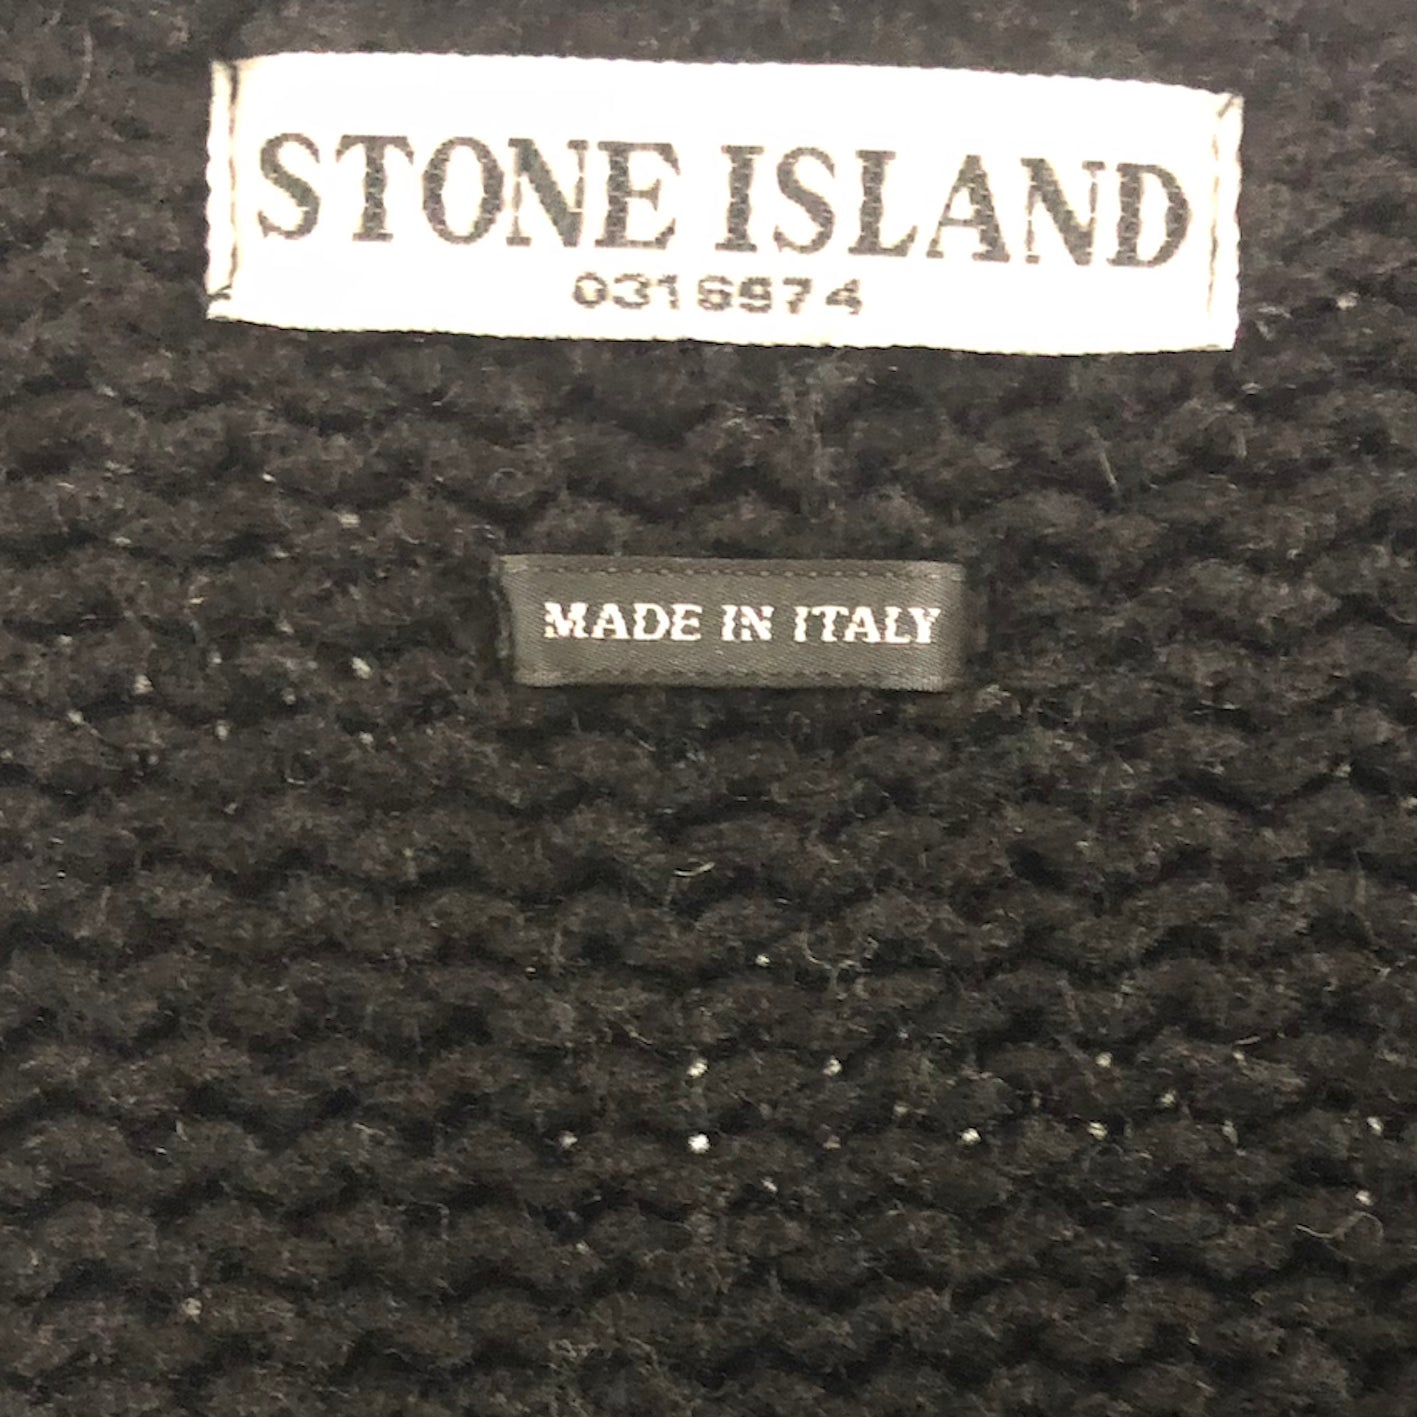 STONE ISLAND
0316974
MADE IN ITALY